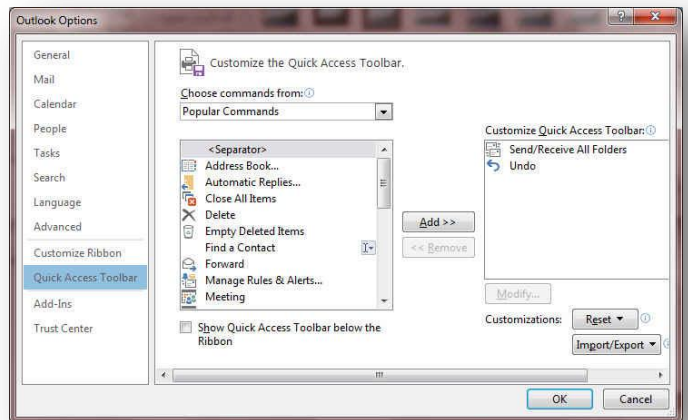 Outlook Options
General
Mail
Calendar
People
Tasks
Search
Language
Advanced
Customize Ribbon
Quick Access Toolbar
Add-Ins
Trust Center
Customize the Quick Access Toolbar.
Choose commands from:
Popular Commands
<Separator>
Address Book...
Automatic Replies...
Close All Items
Delete
Empty Deleted Items
Find a Contact
Forward
Manage Rules & Alerts...
Meeting
Show Quick Access Toolbar below the
Ribbon
Add >>
<< Remove
Customize Quick Access Toolbar:
Send/Receive All Folders
Undo
Modify...
Customizations:
Reset
Import/Export
OK
Cancel